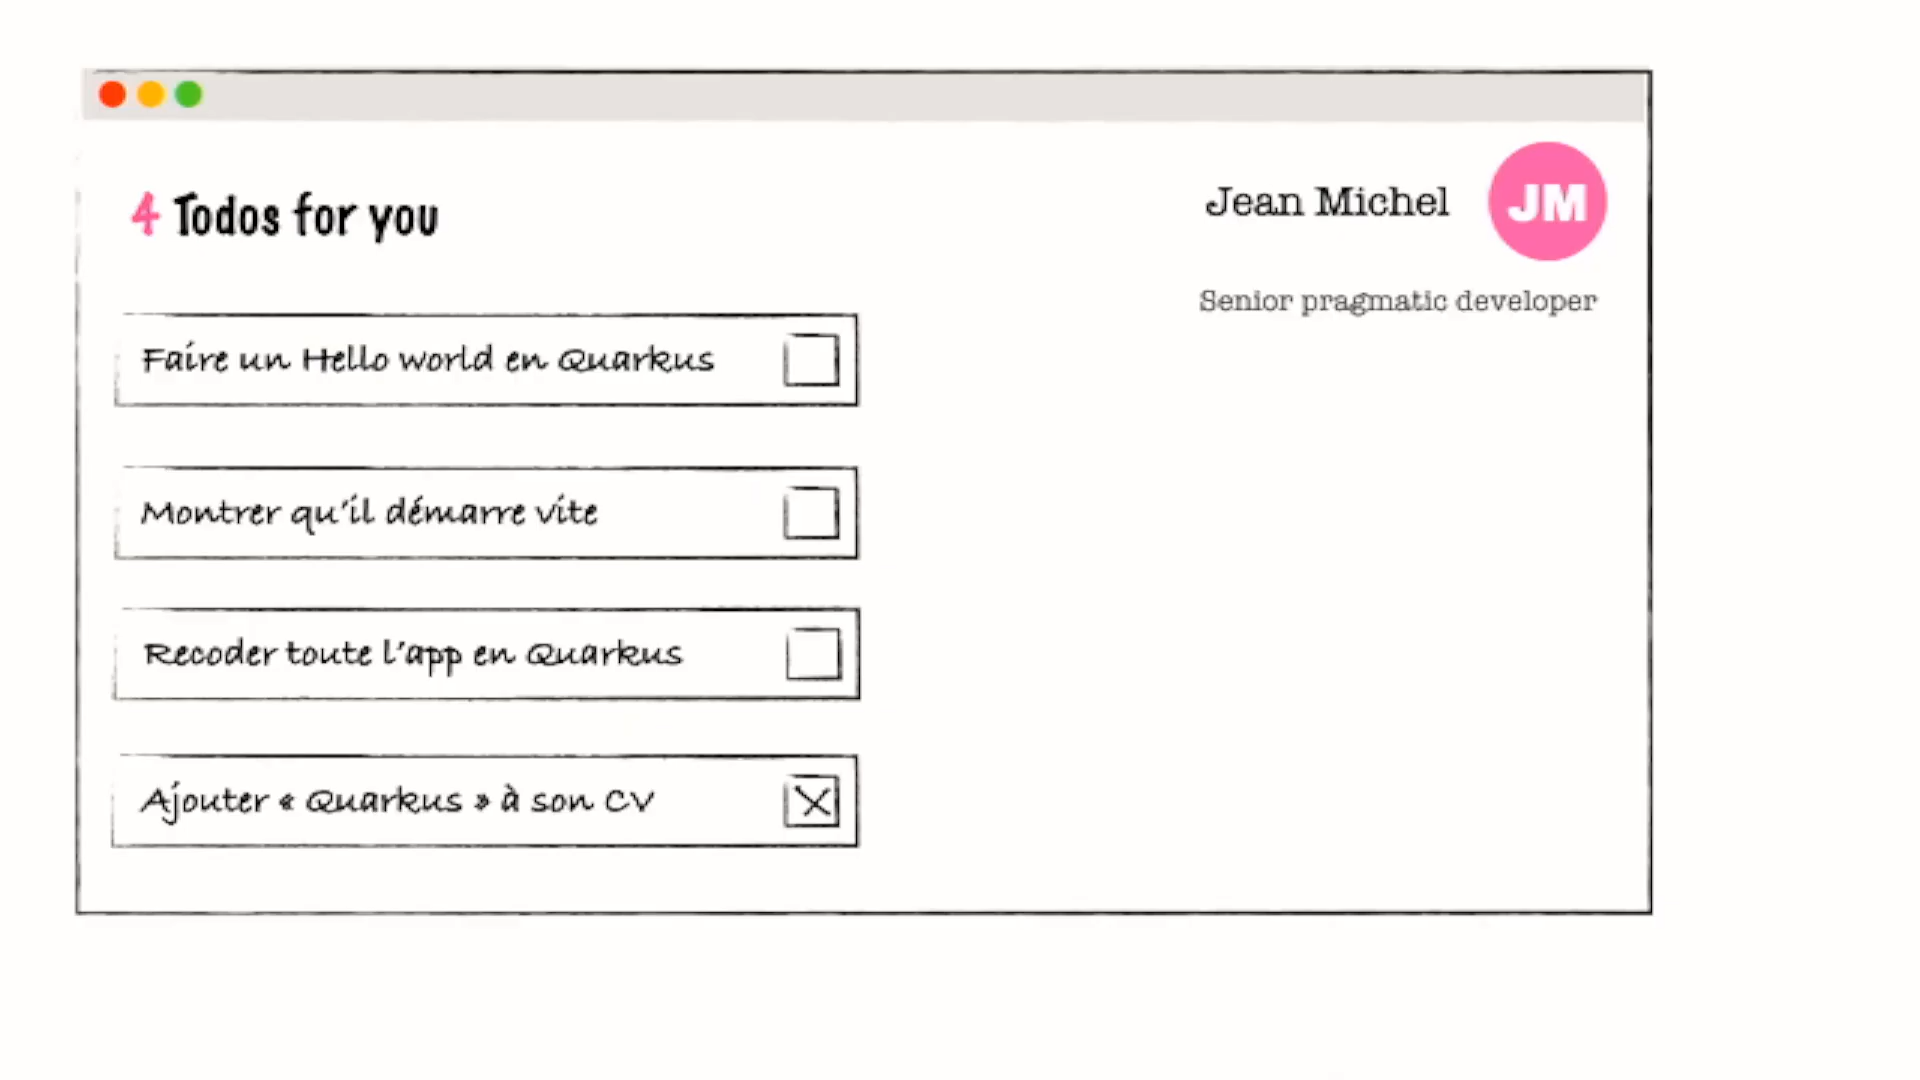 4 Todos for you
Jean Michel
JM
Senior pragmatic developer
Faire un Hello world en Quarkus
Montrer qu'il démarre vite
Recoder toute l'app en Quarkus
Ajouter « Quarkus » à son CV